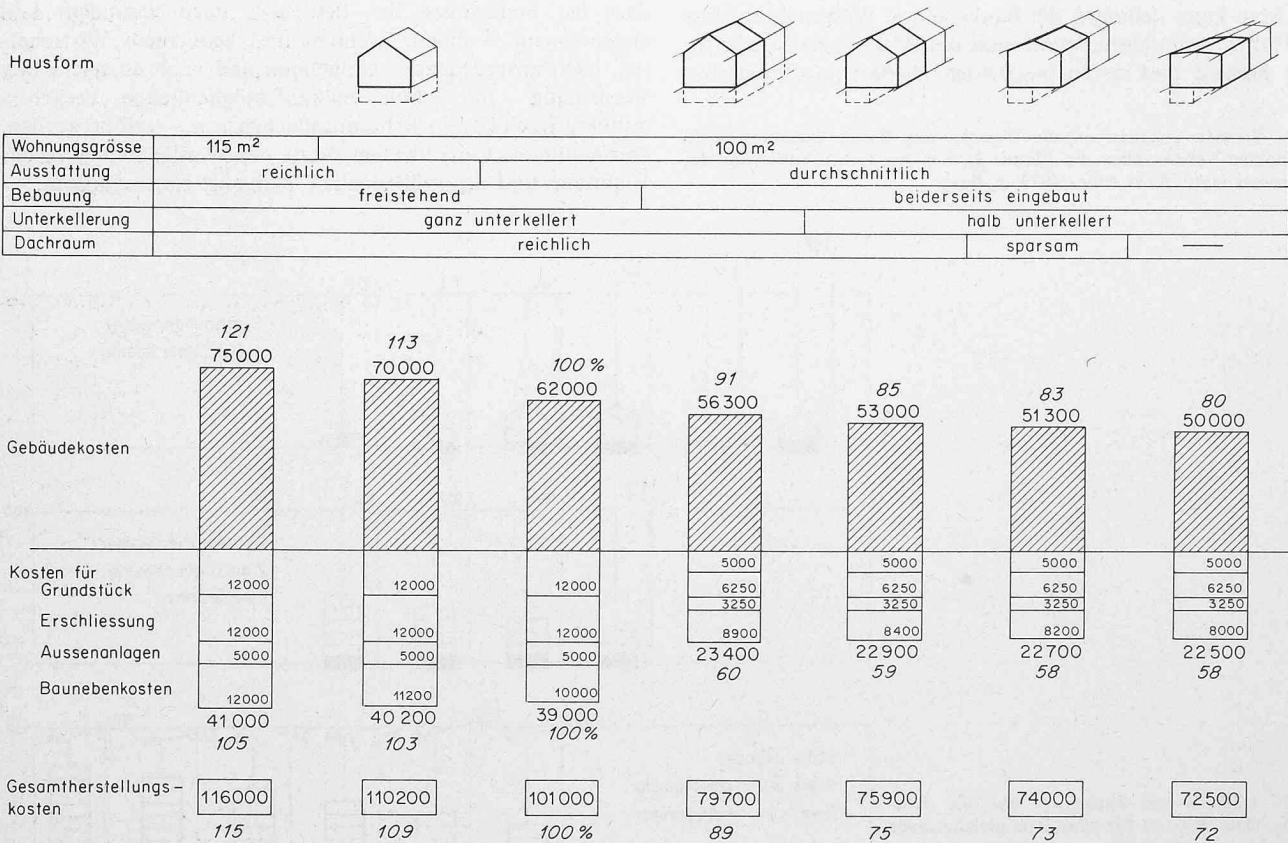 Hausform
Wohnungsgrösse 115 m² 100 m²
Ausstattung reichlich durchschnittlich
Bebauung freistehend beiderseits eingebaut
Unterkellerung ganz unterkellert halb unterkellert
Dachraum reichlich sparsam —
121 113 100 % 91 85 83 80
75000 70000 62000 56300 53000 51300 50000
Gebäudekosten
5000 5000 5000 5000
Kosten für
Grundstück 12000 12000 12000 6250 6250 6250 6250
3250 3250 3250 3250
Erschliessung 12000 12000 12000 8900 8400 8200 8000
Aussenanlagen 5000 5000 5000 23400 22900 22700 22500
60 59 58 58
Baunebenkosten 12000 11200 10000
41000 40200 39000
105 103 100%
Gesamtherstellungs-
kosten 116000 110200 101000 79700 75900 74000 72500
115 109 100 % 89 75 73 72